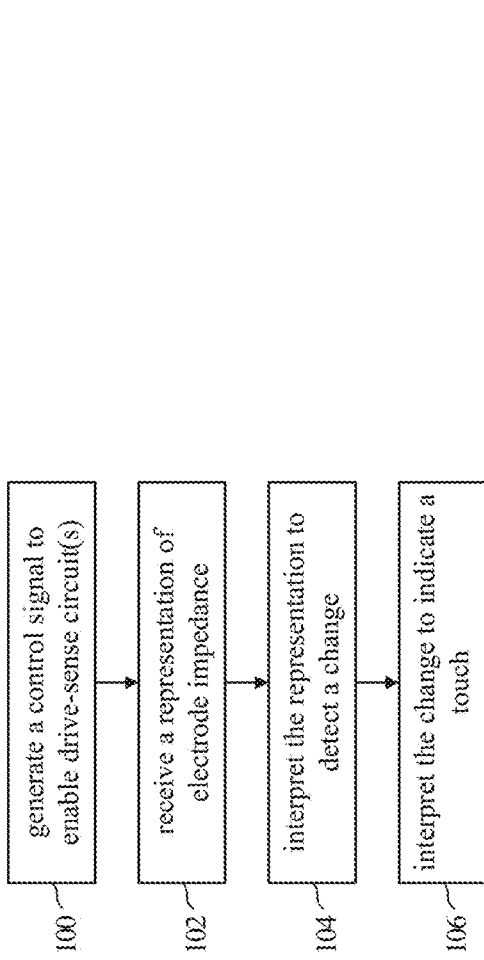 100
generate a control signal to
enable drive-sense circuit(s)
102
receive a representation of
electrode impedance
104
interpret the representation to
detect a change
106
interpret the change to indicate a
touch